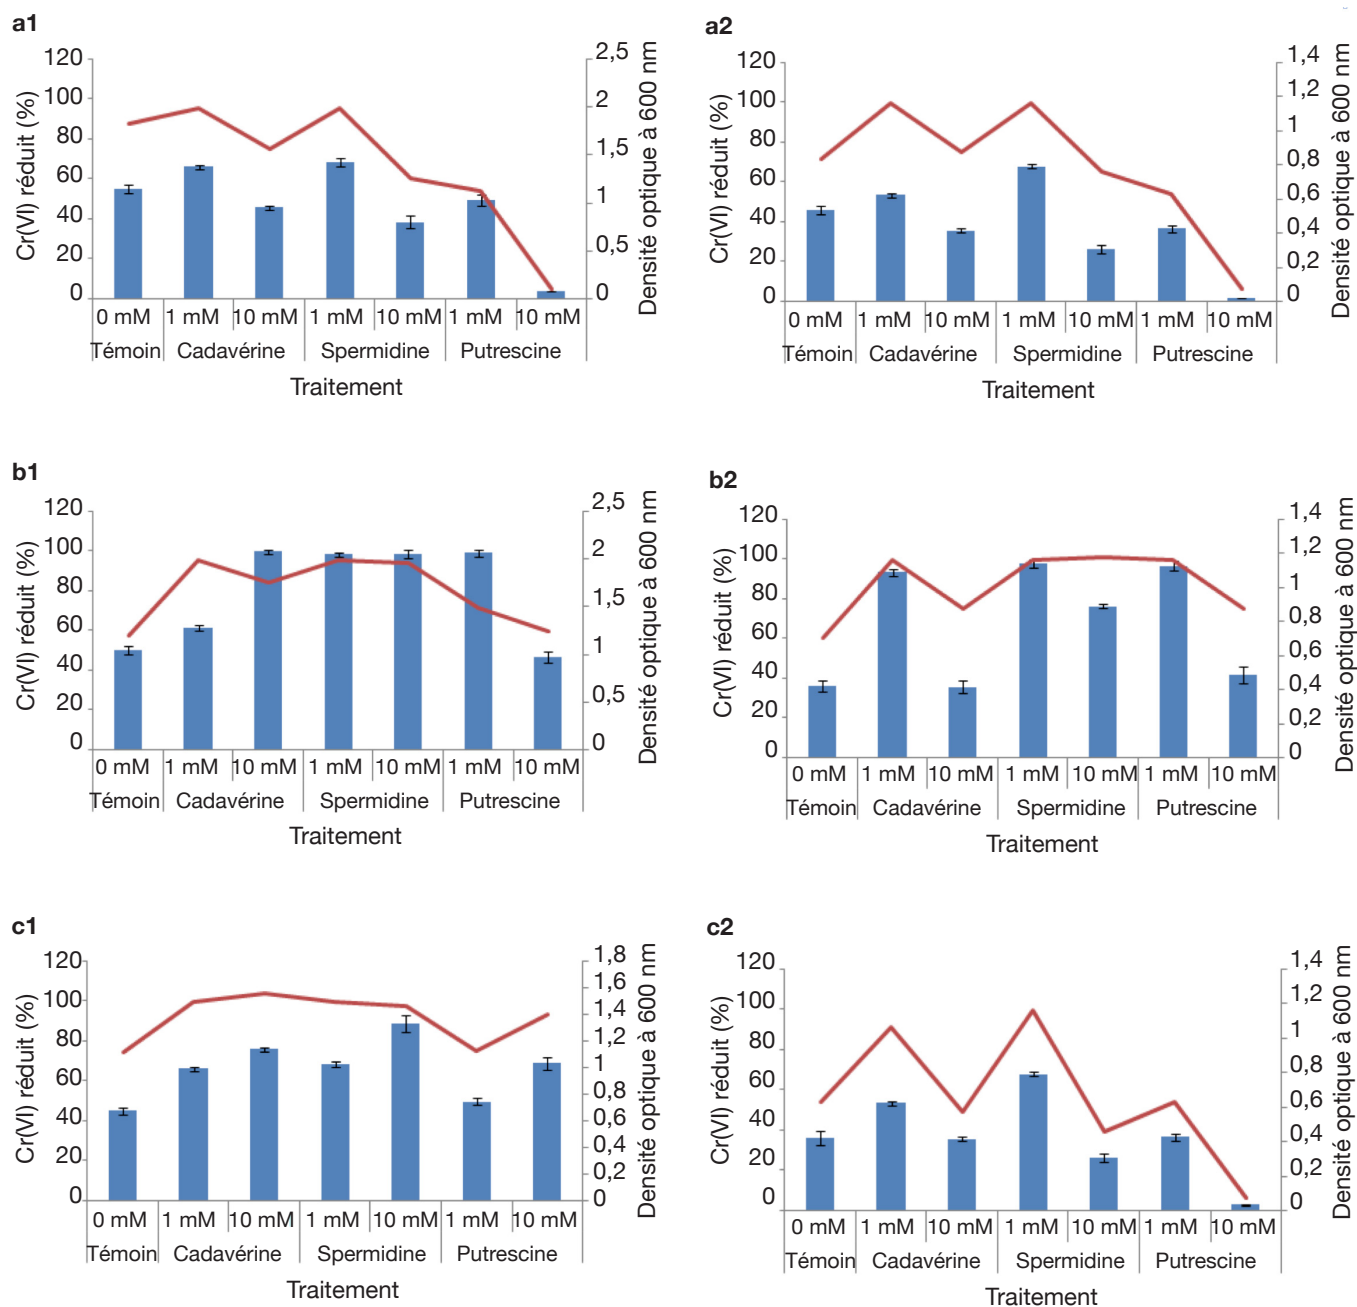 a1
Cr(VI) réduit (%)
120
100
80
60
40
20
0
2,5
2
1,5
1
0,5
0
Densité optique à 600 nm
0 mM 1 mM 10 mM 1 mM 10 mM 1 mM 10 mM
Témoin Cadavérine Spermidine Putrescine
Traitement
a2
Cr(VI) réduit (%)
120
100
80
60
40
20
0
1,4
1,2
1
0,8
0,6
0,4
0,2
0
Densité optique à 600 nm
0 mM 1 mM 10 mM 1 mM 10 mM 1 mM 10 mM
Témoin Cadavérine Spermidine Putrescine
Traitement
b1
Cr(VI) réduit (%)
120
100
80
60
40
20
0
2,5
2
1,5
1
0,5
0
Densité optique à 600 nm
0 mM 1 mM 10 mM 1 mM 10 mM 1 mM 10 mM
Témoin Cadavérine Spermidine Putrescine
Traitement
b2
Cr(VI) réduit (%)
120
100
80
60
40
20
0
1,4
1,2
1
0,8
0,6
0,4
0,2
0
Densité optique à 600 nm
0 mM 1 mM 10 mM 1 mM 10 mM 1 mM 10 mM
Témoin Cadavérine Spermidine Putrescine
Traitement
c1
Cr(VI) réduit (%)
120
100
80
60
40
20
0
1,8
1,6
1,4
1,2
1
0,8
0,6
0,4
0,2
0
Densité optique à 600 nm
0 mM 1 mM 10 mM 1 mM 10 mM 1 mM 10 mM
Témoin Cadavérine Spermidine Putrescine
Traitement
c2
Cr(VI) réduit (%)
120
100
80
60
40
20
0
1,4
1,2
1
0,8
0,6
0,4
0,2
0
Densité optique à 600 nm
0 mM 1 mM 10 mM 1 mM 10 mM 1 mM 10 mM
Témoin Cadavérine Spermidine Putrescine
Traitement